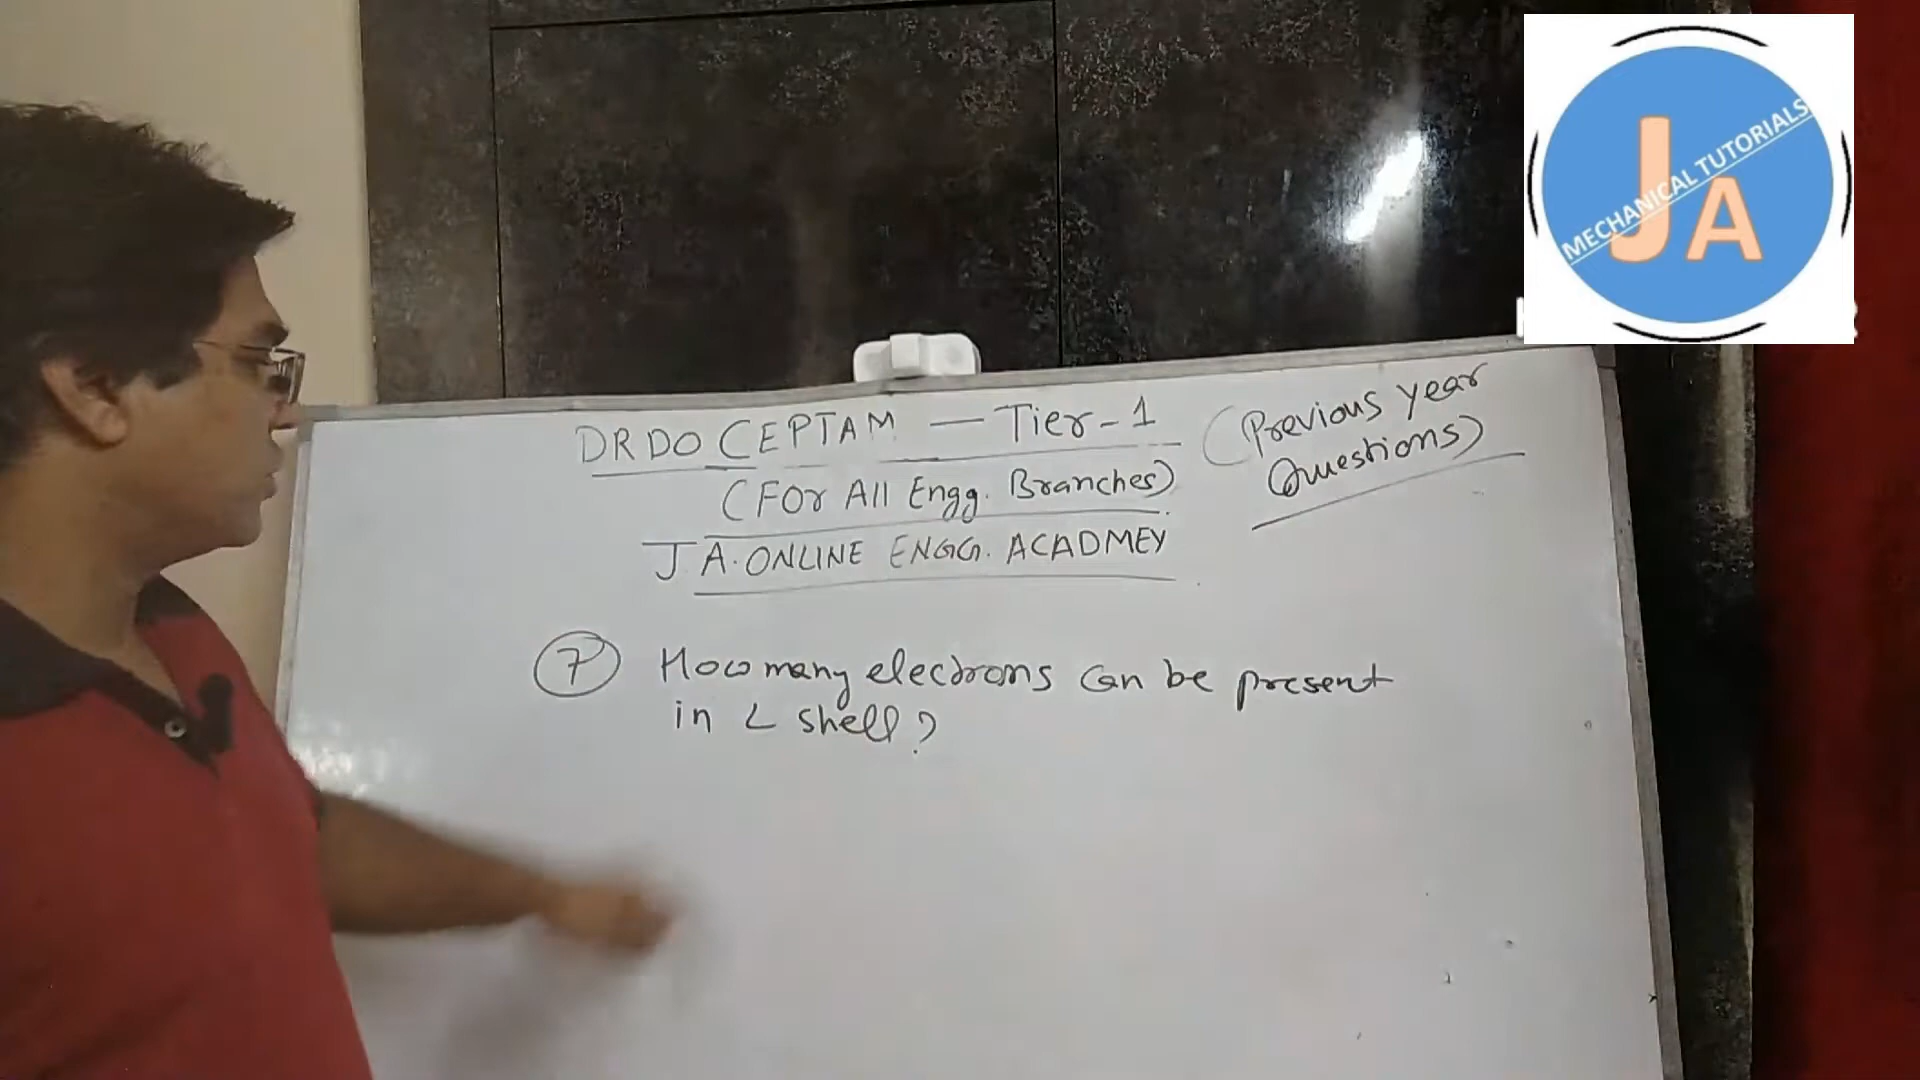 MECHANICAL TUTORIALS
JA
DRDO CEPTAM — Tier-1 (Previous year
Questions)
(FOr All Engg. Branches)
JA. ONLINE ENGG. ACADMEY
7 How many electrons can be present
in L shell?